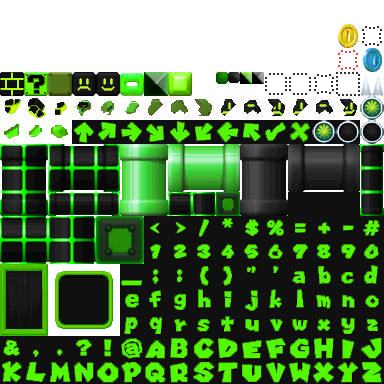 ?
< > / * $ % = + - #
1 2 3 4 5 6 7 8 9 0
_ ; : ( ) " ' a b c d
e f g h i j k l m n o
p q r s t u v w x y z
& , . ? ! @ A B C D E F G H I J
K L M N O P Q R S T U V W X Y Z